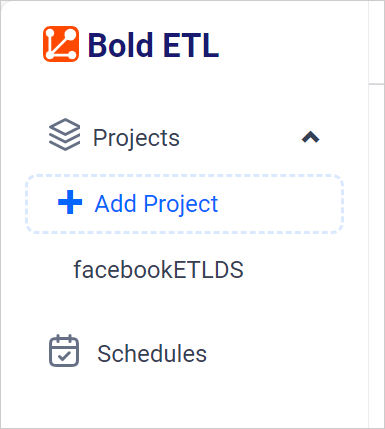 Bold ETL
Projects
Add Project
facebookETLDS
Schedules